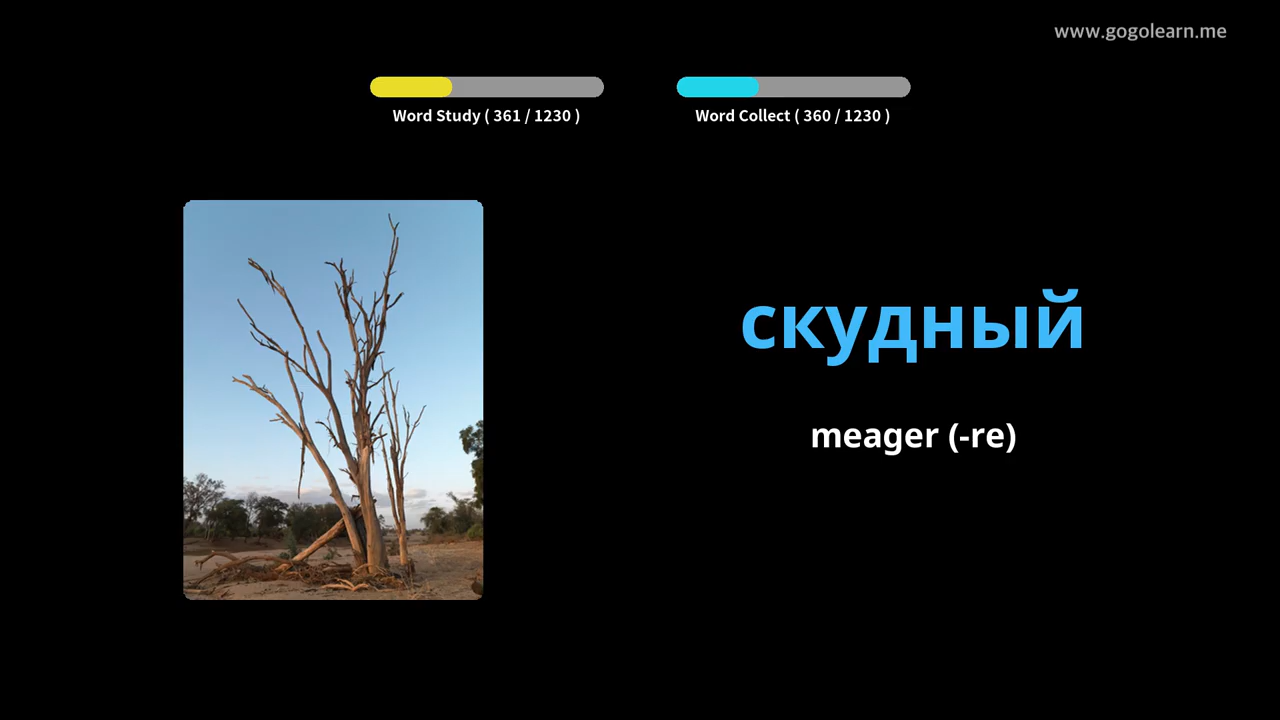 www.gogolearn.me
Word Study ( 361 / 1230 )
Word Collect ( 360 / 1230 )
скудный
meager (-re)